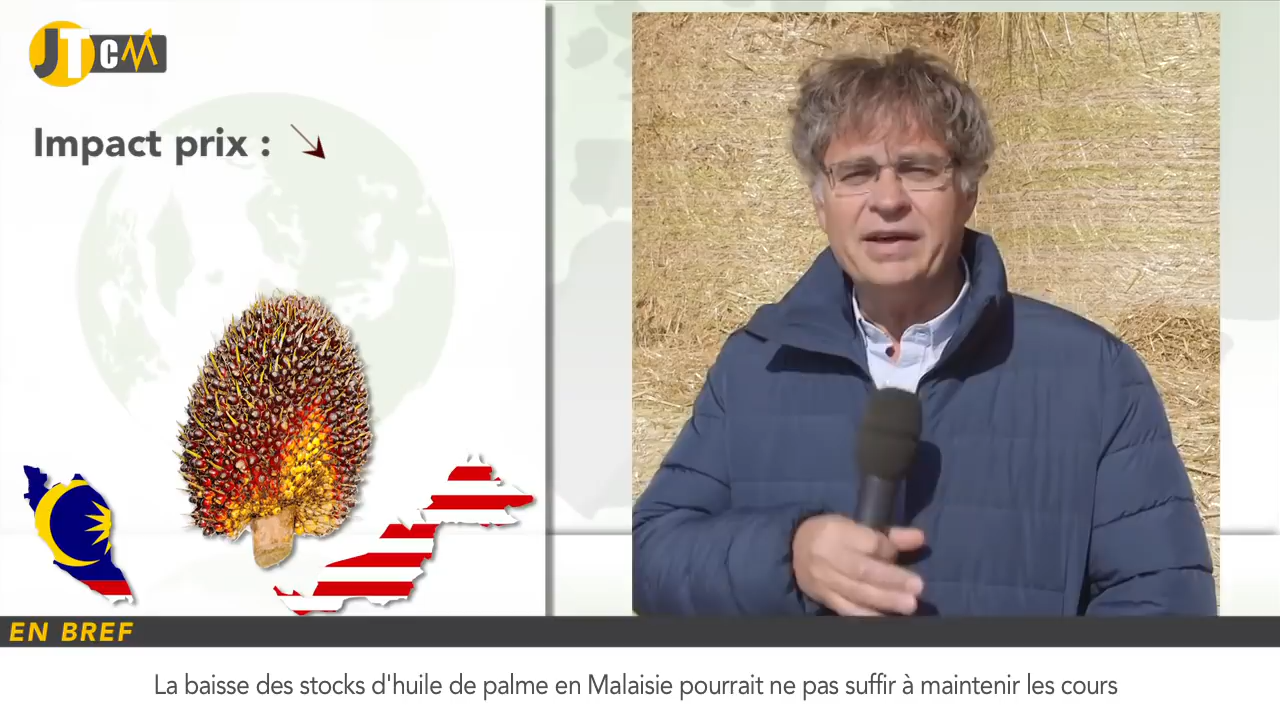 JTCM
Impact prix :
EN BREF
La baisse des stocks d'huile de palme en Malaisie pourrait ne pas suffir à maintenir les cours